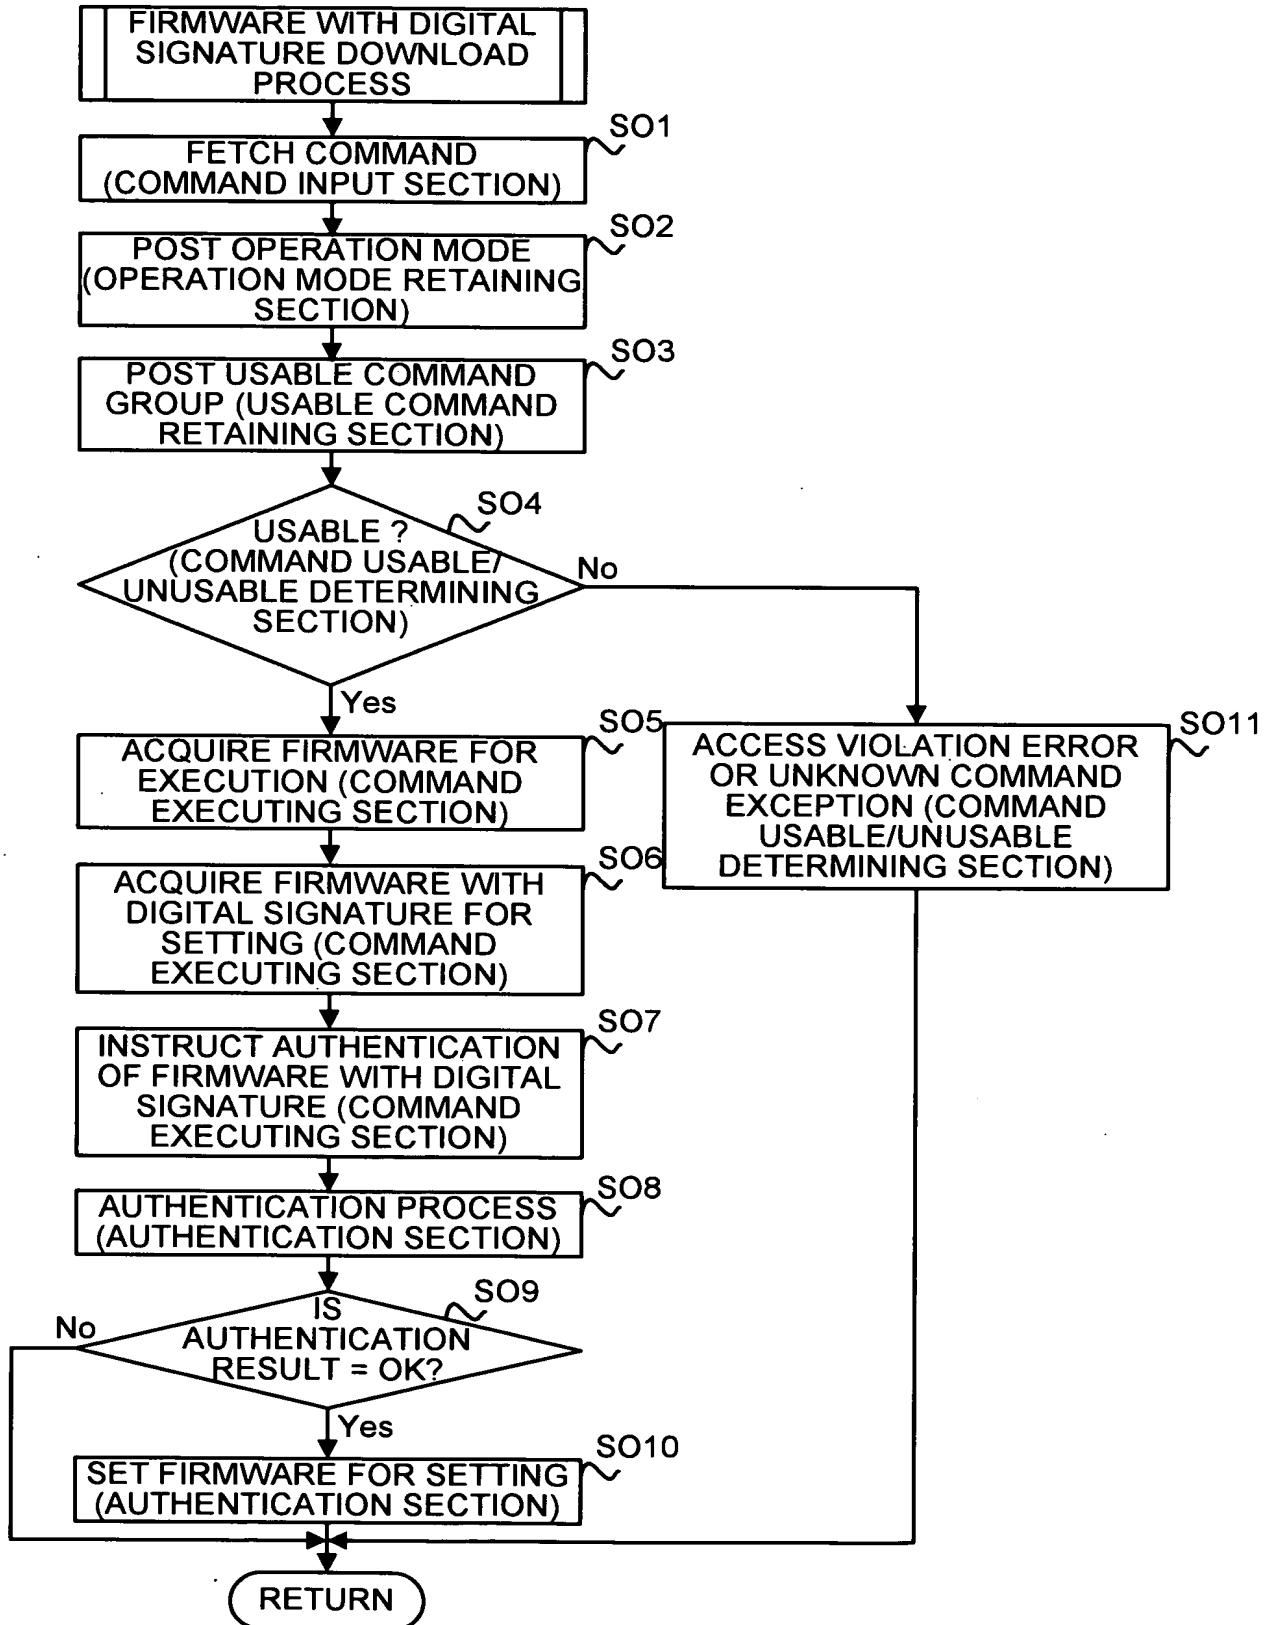 FIRMWARE WITH DIGITAL
SIGNATURE DOWNLOAD
PROCESS
SO1
FETCH COMMAND
(COMMAND INPUT SECTION)
SO2
POST OPERATION MODE
(OPERATION MODE RETAINING
SECTION)
SO3
POST USABLE COMMAND
GROUP (USABLE COMMAND
RETAINING SECTION)
SO4
USABLE ?
(COMMAND USABLE/
UNUSABLE DETERMINING
SECTION)
No
Yes
SO5
ACQUIRE FIRMWARE FOR
EXECUTION (COMMAND
EXECUTING SECTION)
SO11
ACCESS VIOLATION ERROR
OR UNKNOWN COMMAND
EXCEPTION (COMMAND
USABLE/UNUSABLE
DETERMINING SECTION)
SO6
ACQUIRE FIRMWARE WITH
DIGITAL SIGNATURE FOR
SETTING (COMMAND
EXECUTING SECTION)
SO7
INSTRUCT AUTHENTICATION
OF FIRMWARE WITH DIGITAL
SIGNATURE (COMMAND
EXECUTING SECTION)
SO8
AUTHENTICATION PROCESS
(AUTHENTICATION SECTION)
SO9
IS
AUTHENTICATION
RESULT = OK?
No
Yes
SO10
SET FIRMWARE FOR SETTING
(AUTHENTICATION SECTION)
RETURN